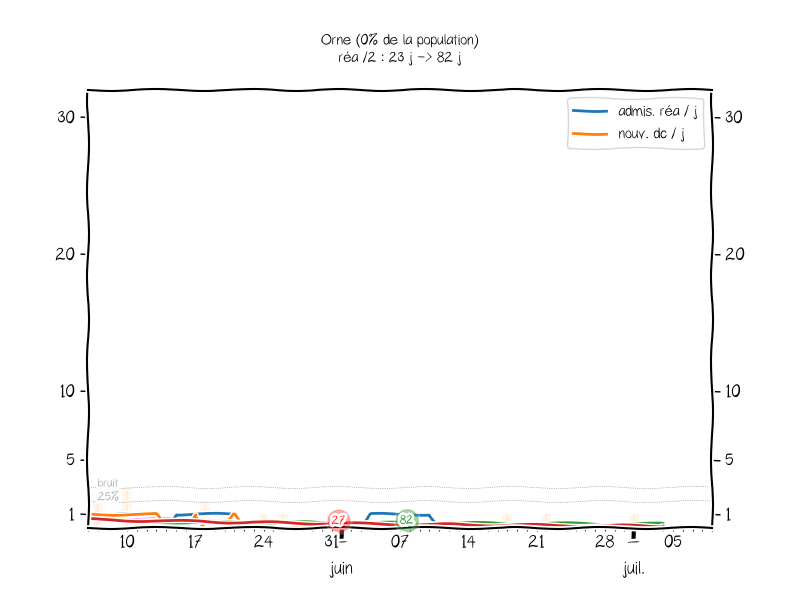 Orne (0% de la population)
réa /2 : 23 j -> 82 j
admis. réa / j
nouv. dc / j
30 30
20 20
10 10
5 5
bruit
25%
1 1
27 82
10 17 24 31 07 14 21 28 05
juin juil.